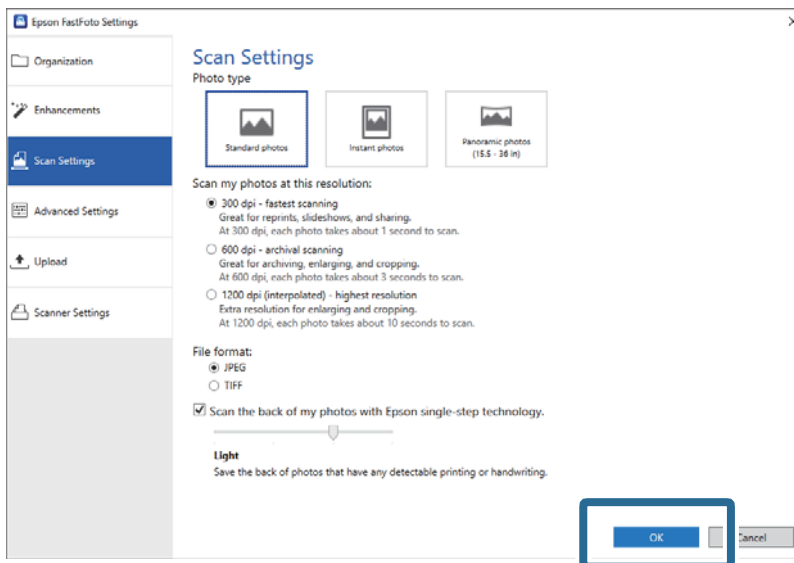 Epson FastFoto Settings
Organization
Enhancements
Scan Settings
Advanced Settings
Upload
Scanner Settings
Scan Settings
Photo type
Standard photos
Instant photos
Panoramic photos
(15.5 - 36 in)
Scan my photos at this resolution:
300 dpi - fastest scanning
Great for reprints, slideshows, and sharing.
At 300 dpi, each photo takes about 1 second to scan.
600 dpi - archival scanning
Great for archiving, enlarging, and cropping.
At 600 dpi, each photo takes about 3 seconds to scan.
1200 dpi (interpolated) - highest resolution
Extra resolution for enlarging and cropping.
At 1200 dpi, each photo takes about 10 seconds to scan.
File format:
JPEG
TIFF
Scan the back of my photos with Epson single-step technology.
Light
Save the back of photos that have any detectable printing or handwriting.
OK
Cancel